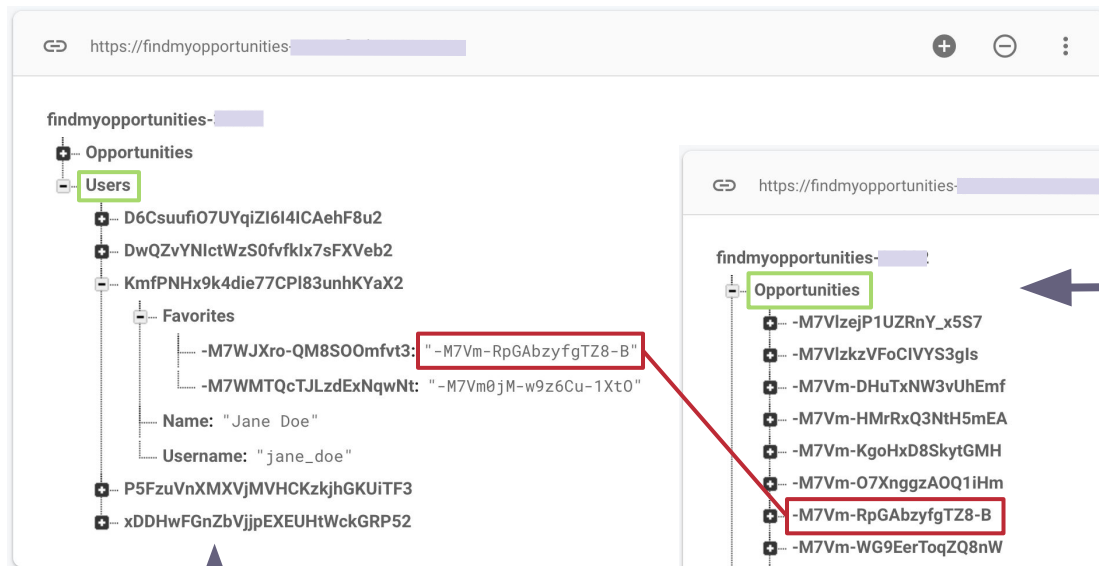 https://findmyopportunities-
findmyopportunities-
Opportunities
Users
D6CsuufiO7UYqiZI6I4ICAehF8u2
DwQZvYNIctWzS0fvfkIx7sFXVeb2
KmfPNHx9k4die77CPl83unhKYaX2
Favorites
-M7WJXro-QM8SOOmfvt3: "-M7Vm-RpGAbzyfgTZ8-B"
-M7WMTQcTJLzdExNqwNt: "-M7Vm0jM-w9z6Cu-1XtO"
Name: "Jane Doe"
Username: "jane_doe"
P5FzuVnXMXVjMVHCKzkjhGKUiTF3
xDDHwFGnZbVjjpEXEUHtWckGRP52
https://findmyopportunities-
findmyopportunities-
Opportunities
-M7VlzejP1UZRnY_x5S7
-M7VlzkzVFoCIVYS3gIs
-M7Vm-DHuTxNW3vUhEmf
-M7Vm-HMrRxQ3NtH5mEA
-M7Vm-KgoHxD8SkytGMH
-M7Vm-O7XnggzAOQ1iHm
-M7Vm-RpGAbzyfgTZ8-B
-M7Vm-WG9EerToqZQ8nW